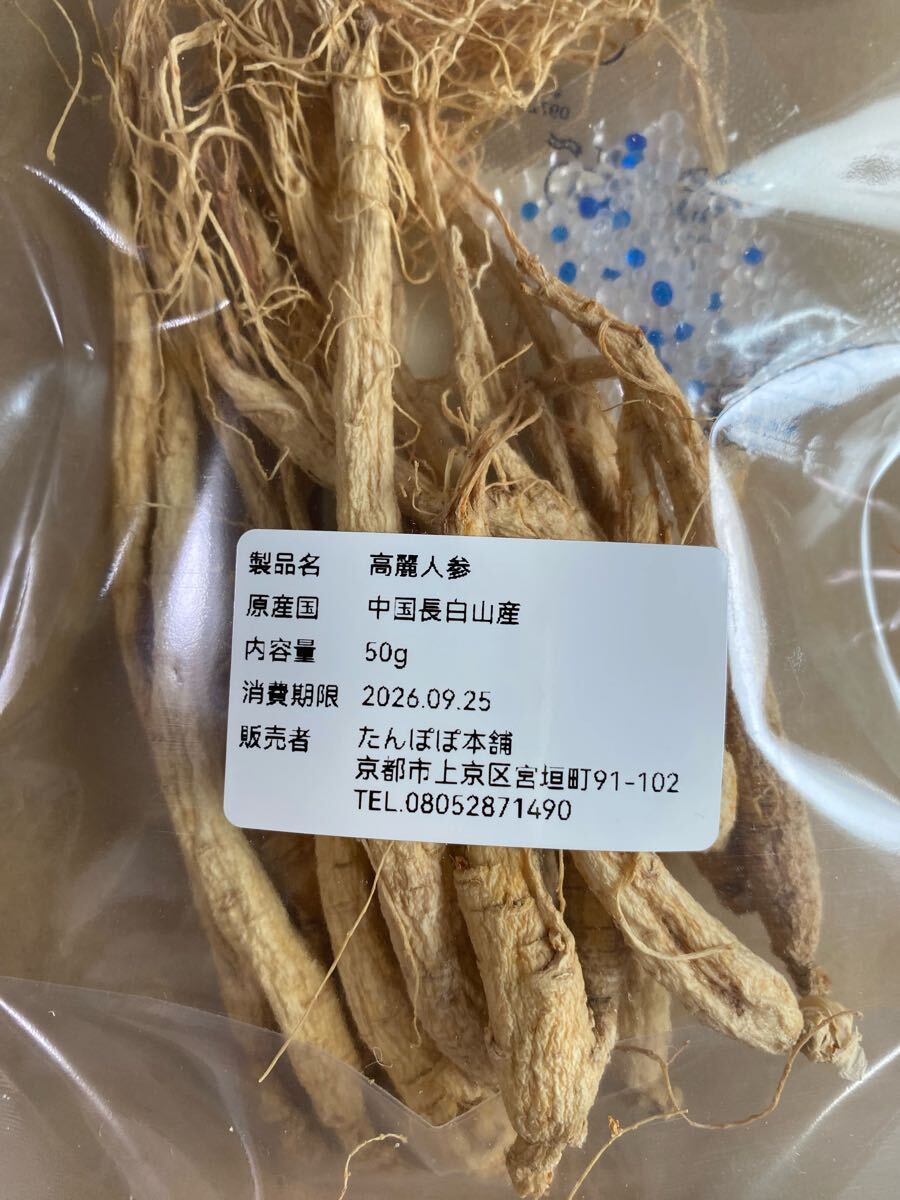 製品名 高麗人参
原産国 中国長白山産
内容量 50g
消費期限 2026.09.25
販売者 たんぽぽ本舗
京都市上京区宮垣町91-102
TEL.08052871490